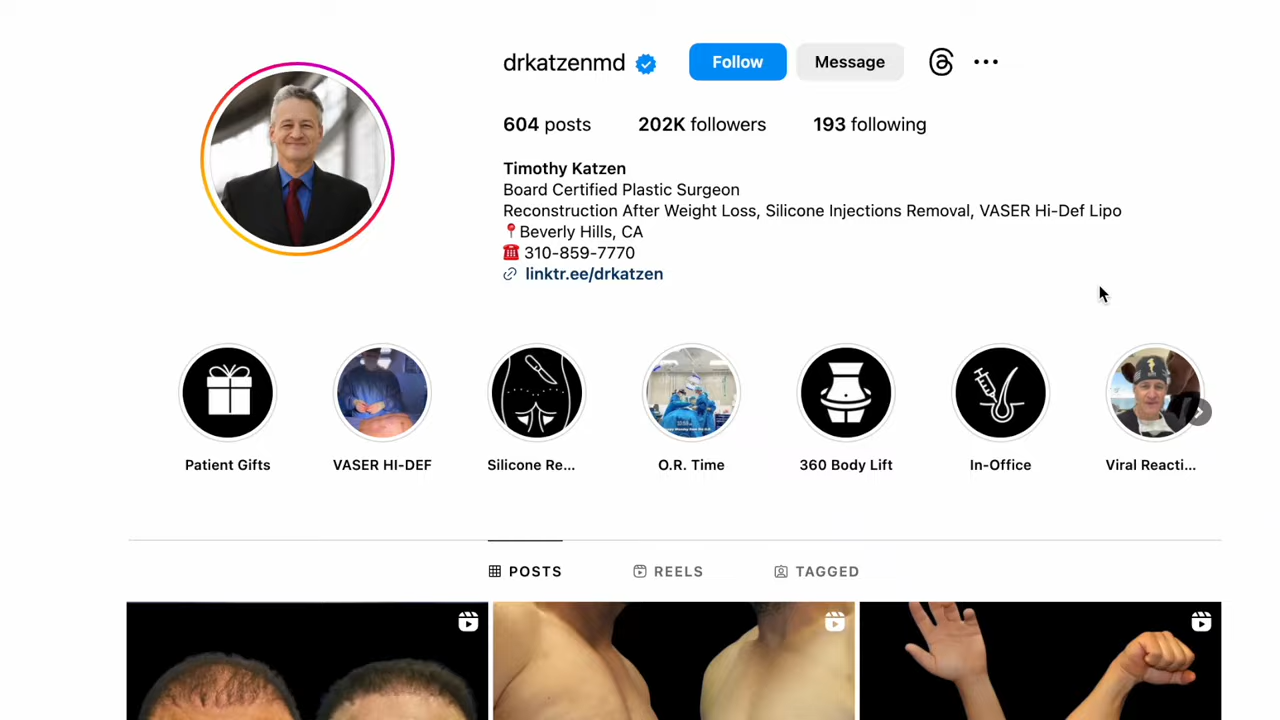 drkatzenmd
Follow
Message
604 posts
202K followers
193 following
Timothy Katzen
Board Certified Plastic Surgeon
Reconstruction After Weight Loss, Silicone Injections Removal, VASER Hi-Def Lipo
📍Beverly Hills, CA
☎️ 310-859-7770
linktr.ee/drkatzen
Patient Gifts
VASER HI-DEF
Silicone Re...
O.R. Time
360 Body Lift
In-Office
Viral Reacti...
POSTS
REELS
TAGGED